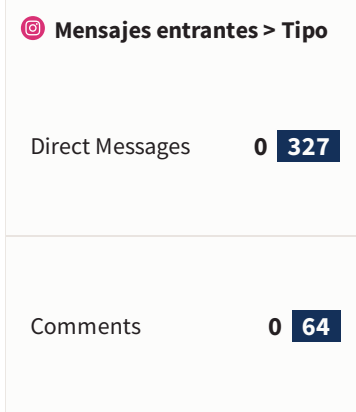 Mensajes entrantes > Tipo
Direct Messages 0 327
Comments 0 64